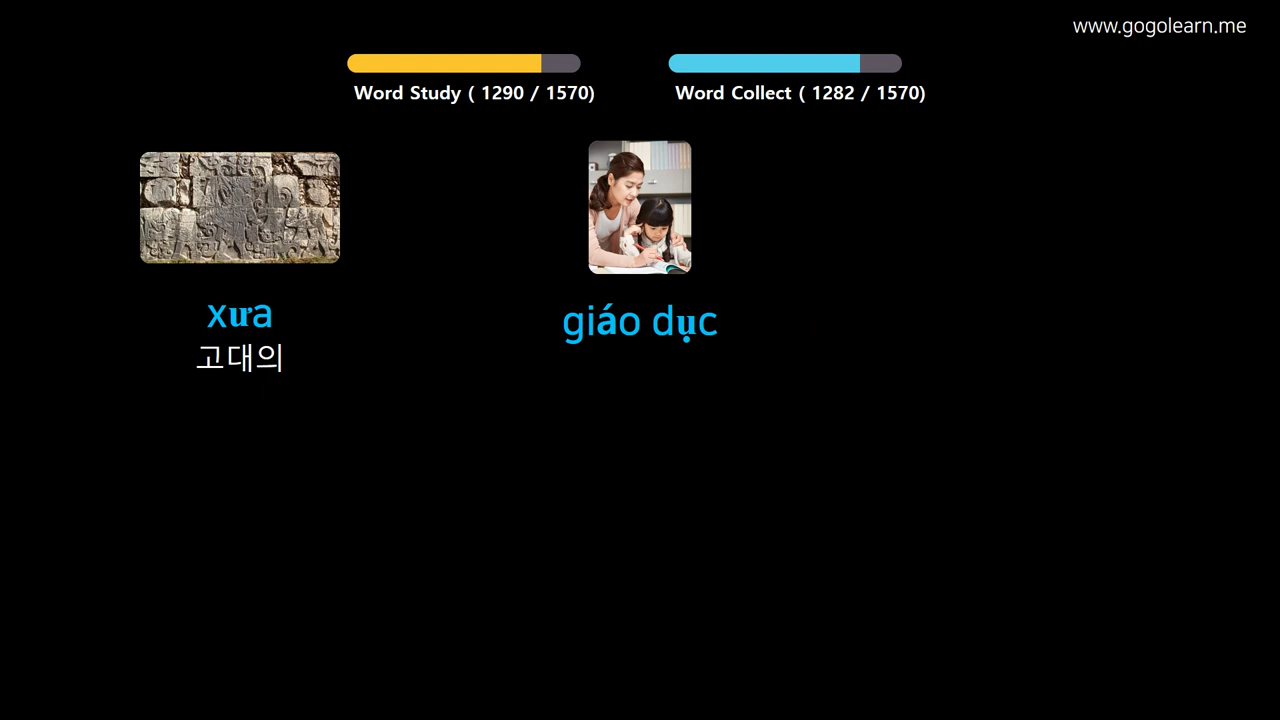 www.gogolearn.me
Word Study ( 1290 / 1570)
Word Collect ( 1282 / 1570)
xưa
고대의
giáo dục